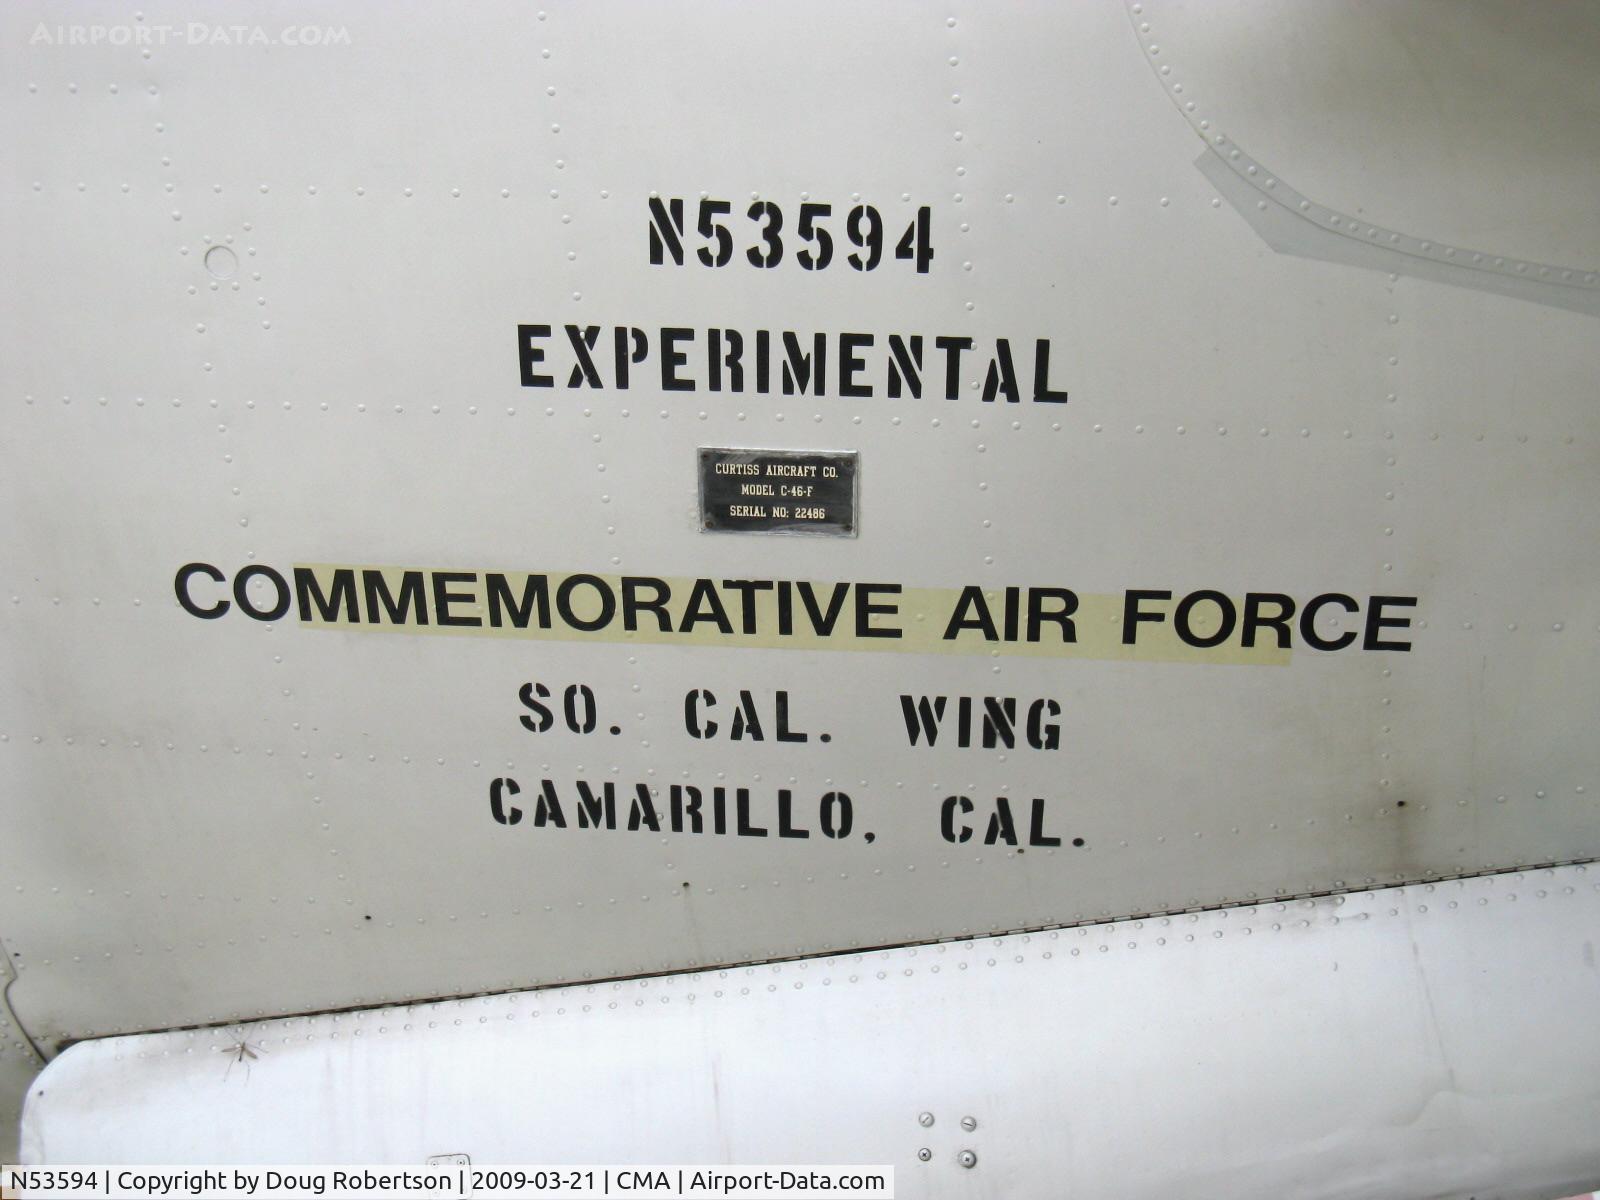 AIRPORT-DATA.COM
N53594
EXPERIMENTAL
CURTISS AIRCRAFT CO.
MODEL C-46-F
SERIAL NO: 22486
COMMEMORATIVE AIR FORCE
SO. CAL. WING
CAMARILLO, CAL.
N53594 | Copyright by Doug Robertson | 2009-03-21 | CMA | Airport-Data.com